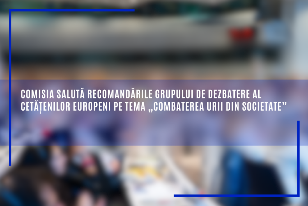 COMISIA SALUTĂ RECOMANDĂRILE GRUPULUI DE DEZBATERE AL
CETĂȚENILOR EUROPENI PE TEMA „COMBATEREA URII DIN SOCIETATE”